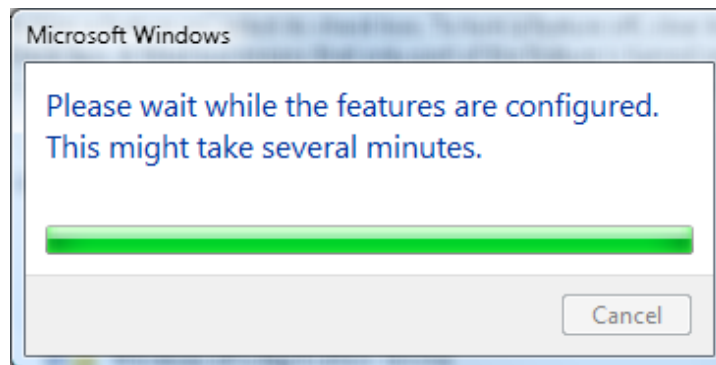 Microsoft Windows
Please wait while the features are configured.
This might take several minutes.
Cancel